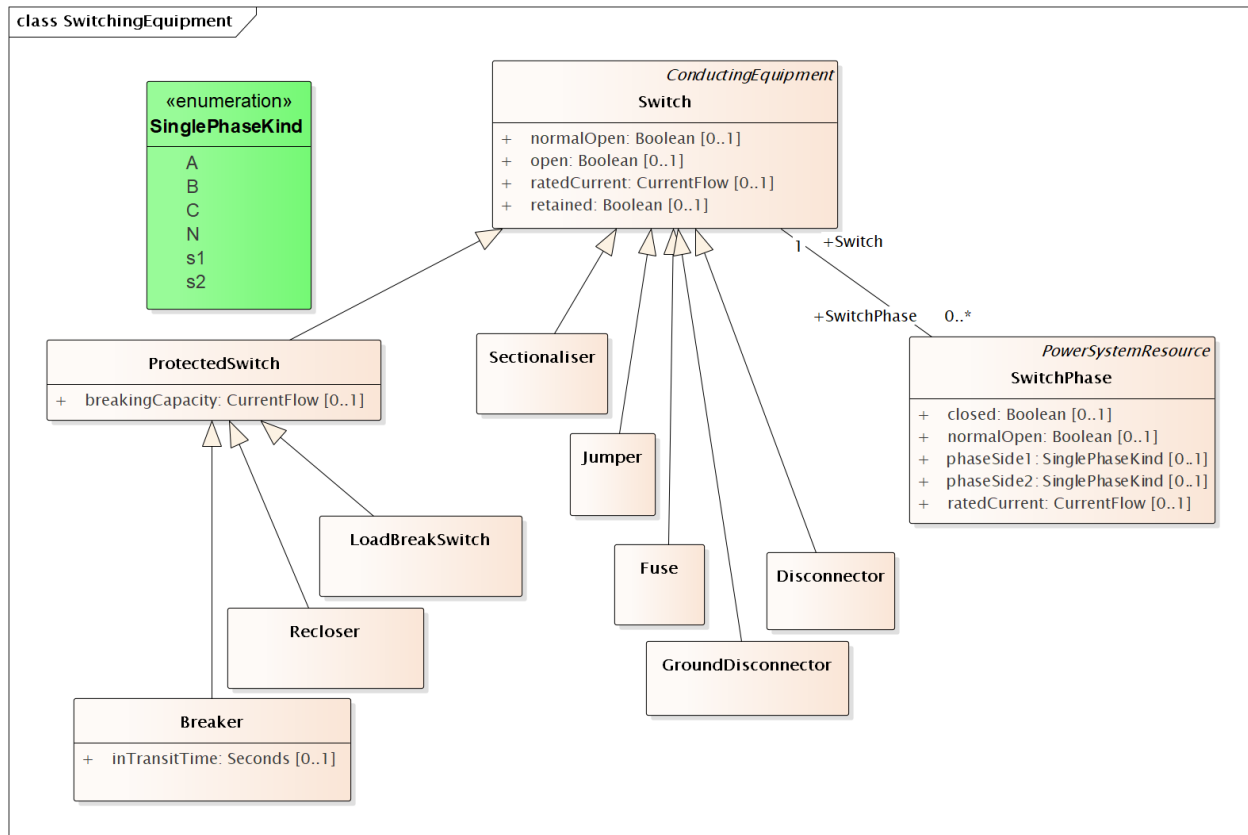 class SwitchingEquipment
«enumeration»
SinglePhaseKind
A
B
C
N
s1
s2
ConductingEquipment
Switch
+ normalOpen: Boolean [0..1]
+ open: Boolean [0..1]
+ ratedCurrent: CurrentFlow [0..1]
+ retained: Boolean [0..1]
1
+Switch
+SwitchPhase 0..*
PowerSystemResource
SwitchPhase
+ closed: Boolean [0..1]
+ normalOpen: Boolean [0..1]
+ phaseSide1: SinglePhaseKind [0..1]
+ phaseSide2: SinglePhaseKind [0..1]
+ ratedCurrent: CurrentFlow [0..1]
ProtectedSwitch
+ breakingCapacity: CurrentFlow [0..1]
Sectionaliser
Jumper
Fuse
Disconnector
GroundDisconnector
LoadBreakSwitch
Recloser
Breaker
+ inTransitTime: Seconds [0..1]